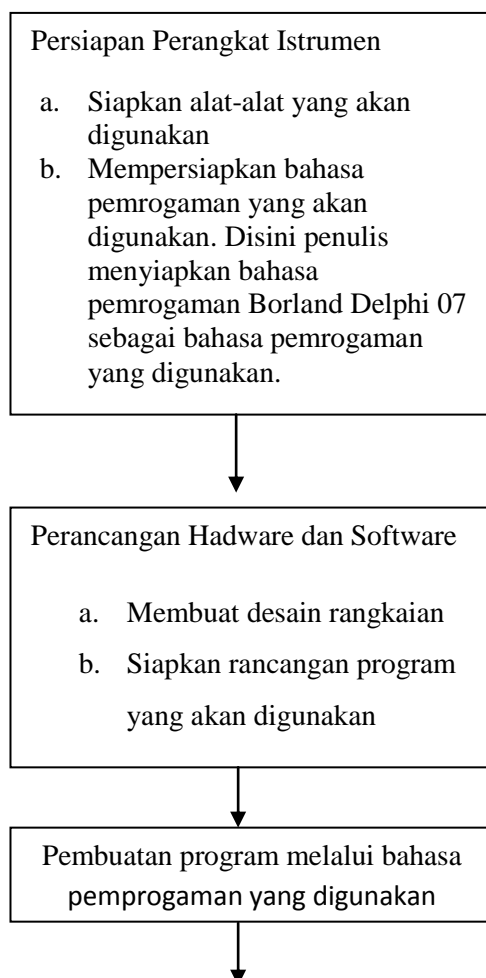 Persiapan Perangkat Istrumen
a. Siapkan alat-alat yang akan
digunakan
b. Mempersiapkan bahasa
pemrogaman yang akan
digunakan. Disini penulis
menyiapkan bahasa
pemrogaman Borland Delphi 07
sebagai bahasa pemrogaman
yang digunakan.
Perancangan Hadware dan Software
a. Membuat desain rangkaian
b. Siapkan rancangan program
yang akan digunakan
Pembuatan program melalui bahasa
pemprogaman yang digunakan